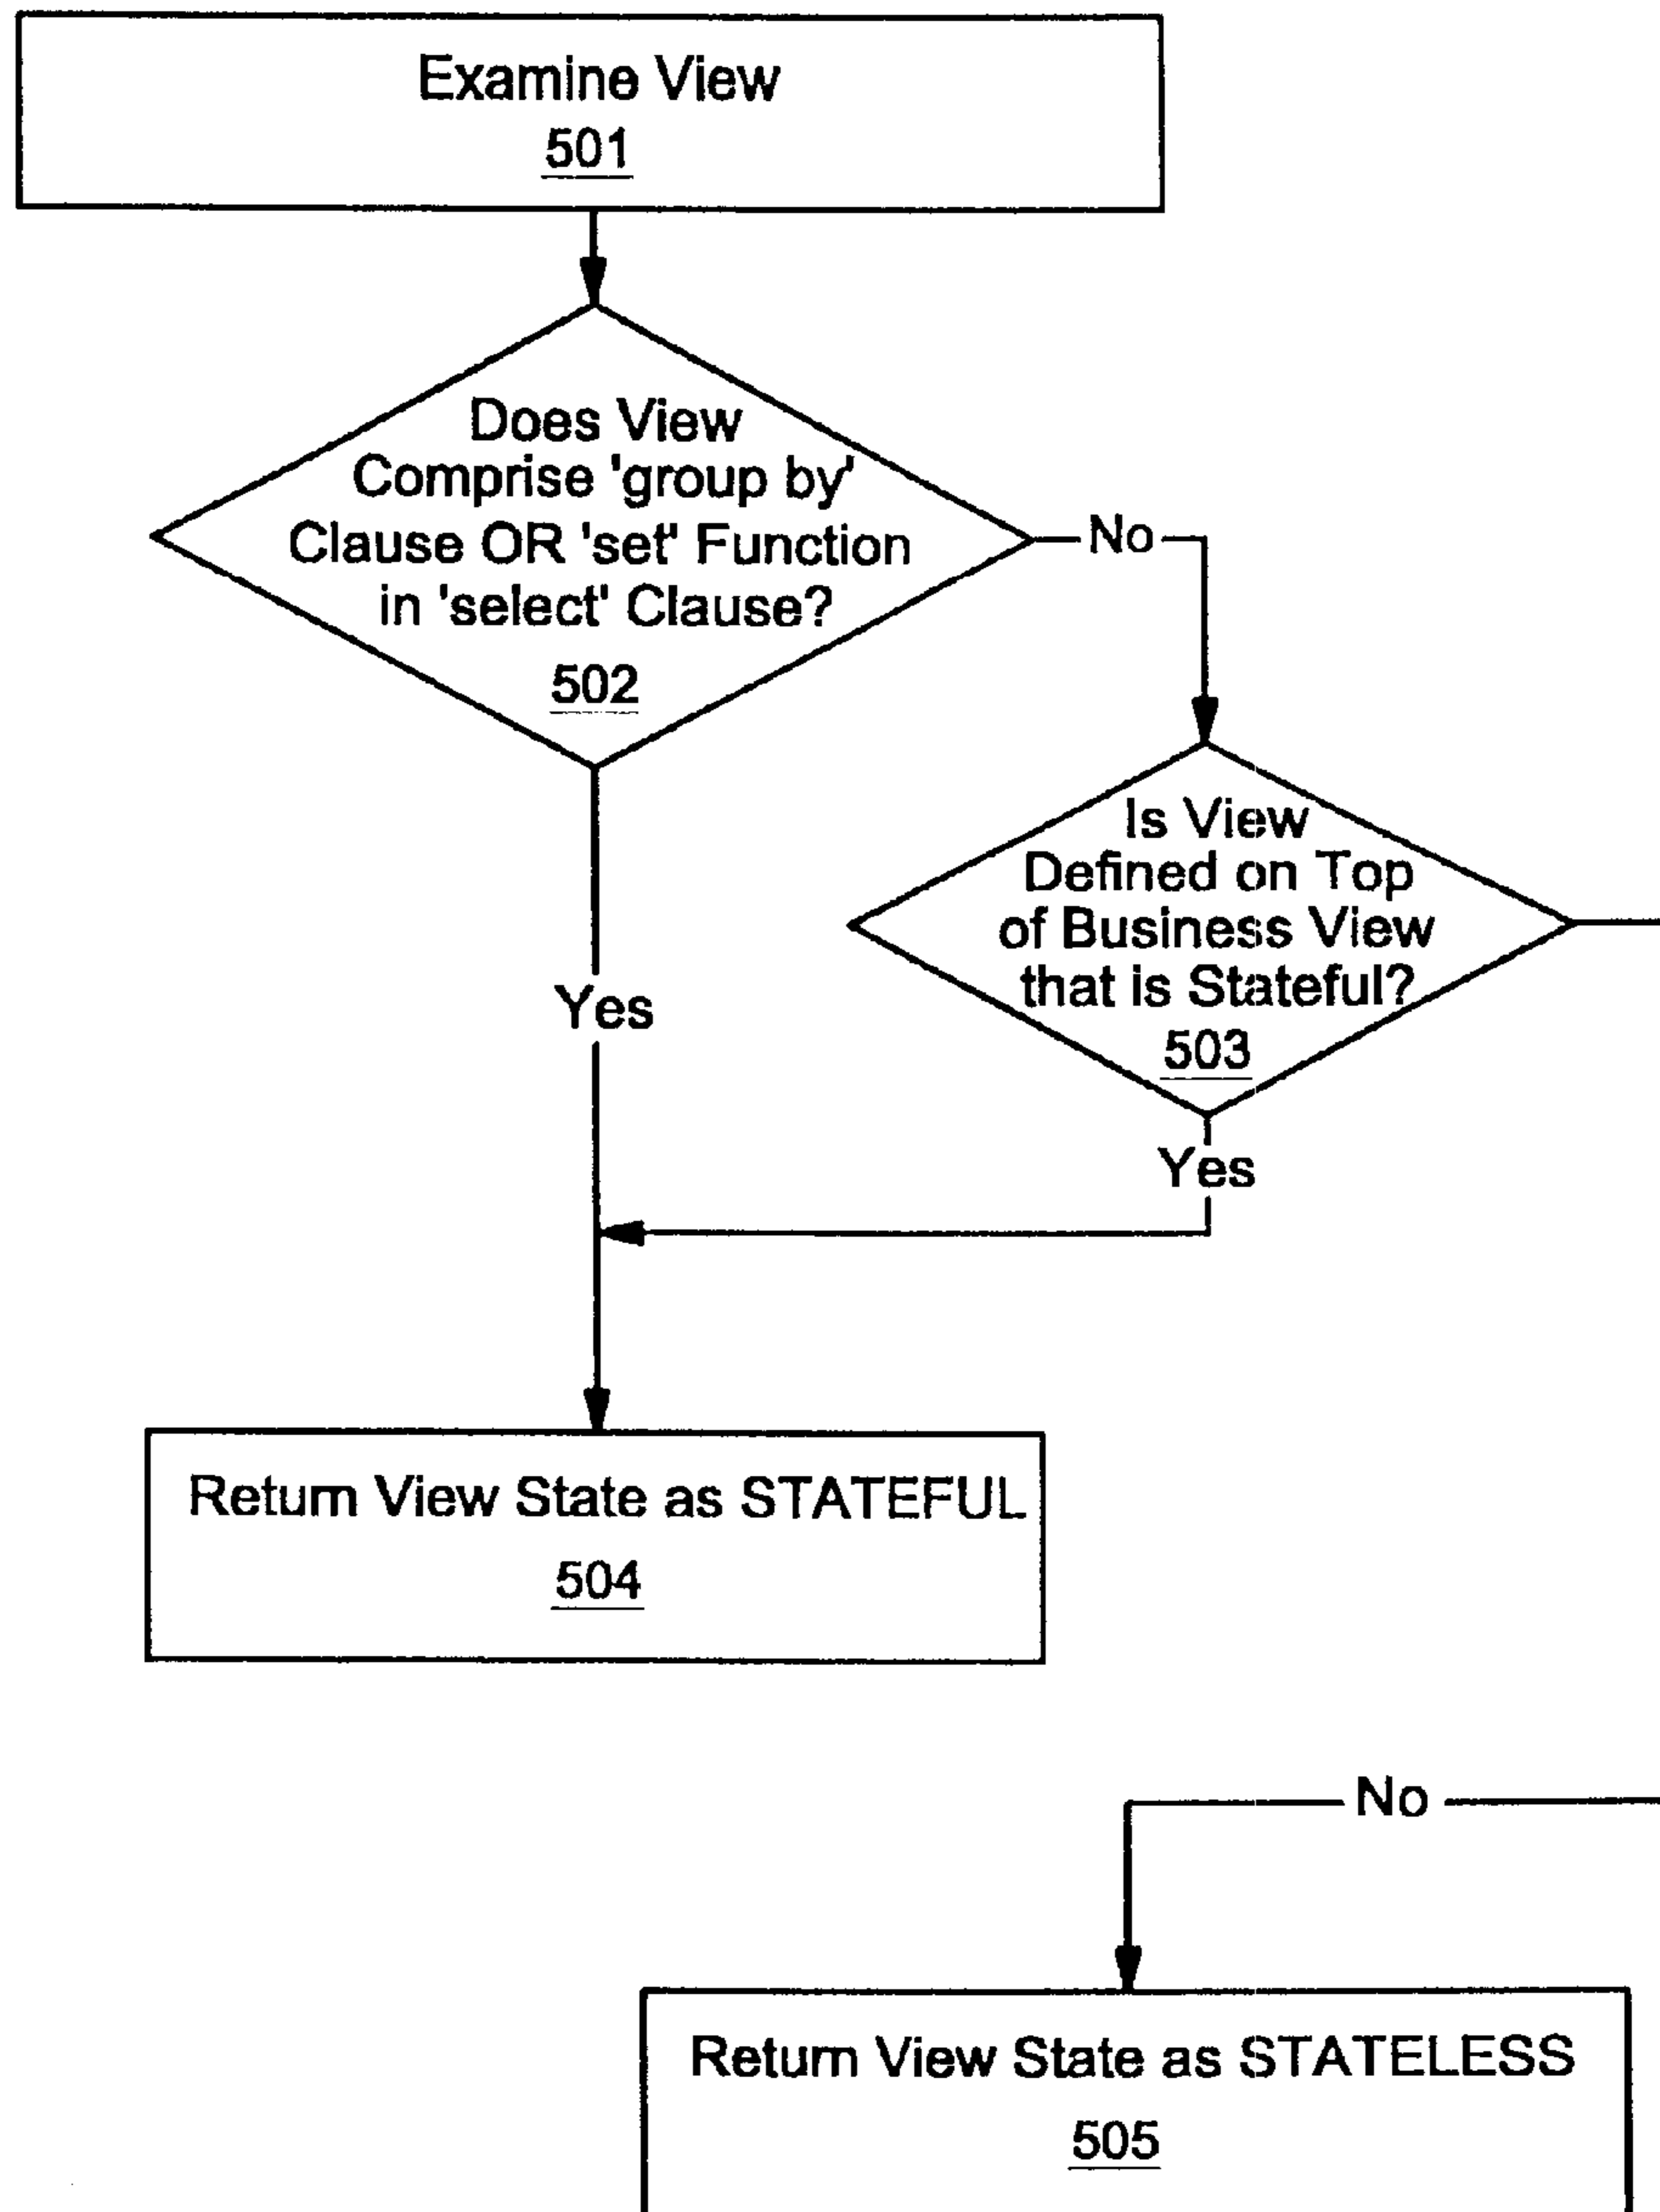 Examine View
501
Does View
Comprise 'group by'
Clause OR 'set' Function
in 'select' Clause?
502
No
Is View
Defined on Top
of Business View
that is Stateful?
503
Yes
Yes
Return View State as STATEFUL
504
No
Return View State as STATELESS
505